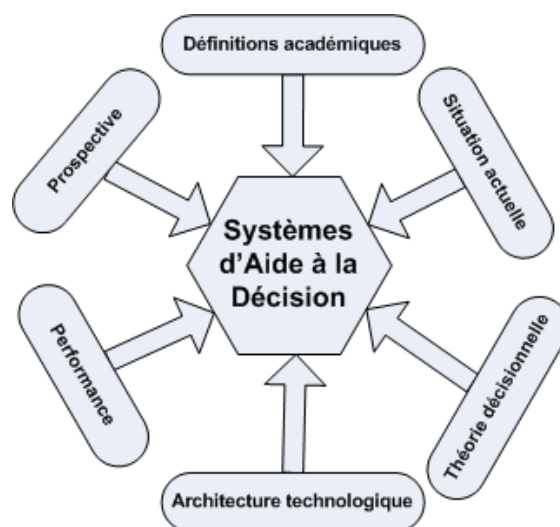 Définitions académiques
Situation actuelle
Théorie décisionnelle
Architecture technologique
Performance
Prospective
Systèmes
d'Aide à la
Décision